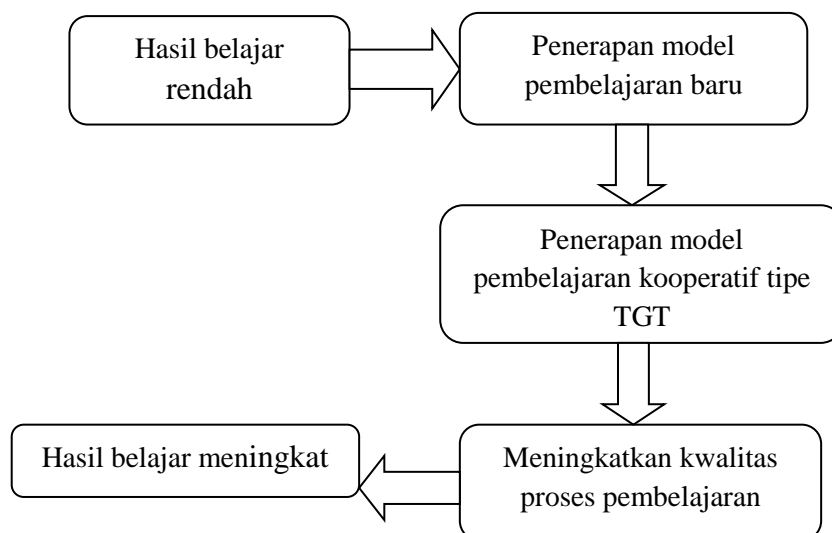 Hasil belajar
rendah
Penerapan model
pembelajaran baru
Penerapan model
pembelajaran kooperatif tipe
TGT
Meningkatkan kwalitas
proses pembelajaran
Hasil belajar meningkat